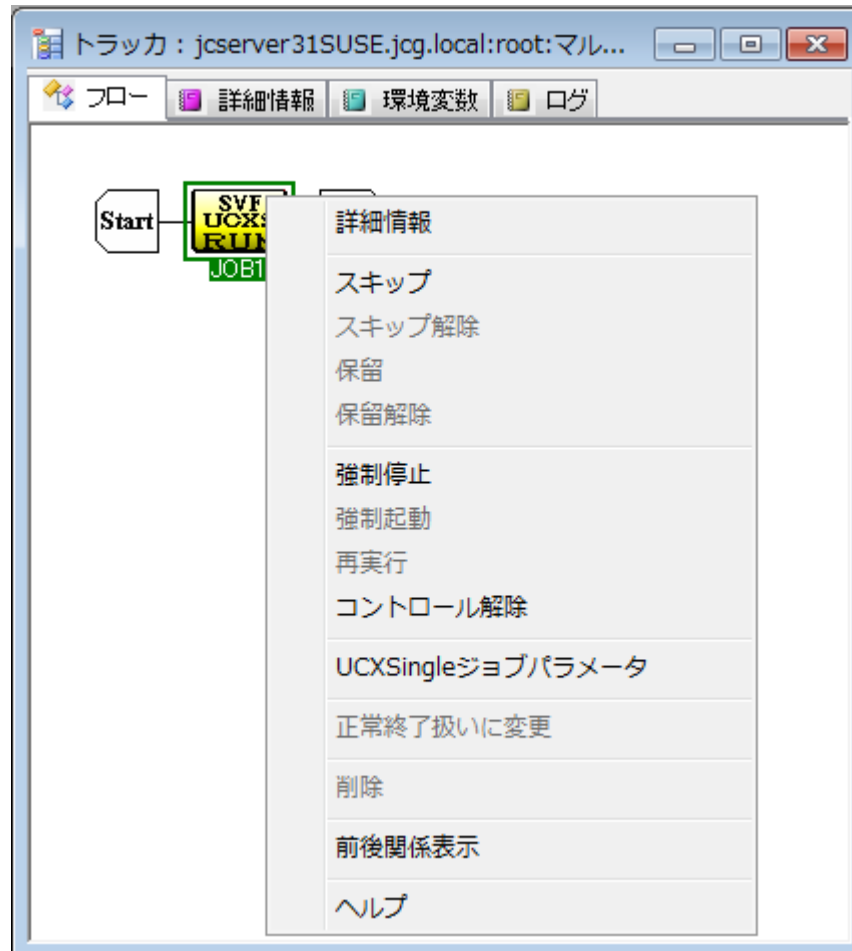 トラッカ : jcserver31SUSE.jcg.local:root:マル...
フロー 詳細情報 環境変数 ログ
Start
SVF
UCXS
RUN
JOB1
詳細情報
スキップ
スキップ解除
保留
保留解除
強制停止
強制起動
再実行
コントロール解除
UCXSingleジョブパラメータ
正常終了扱いに変更
削除
前後関係表示
ヘルプ